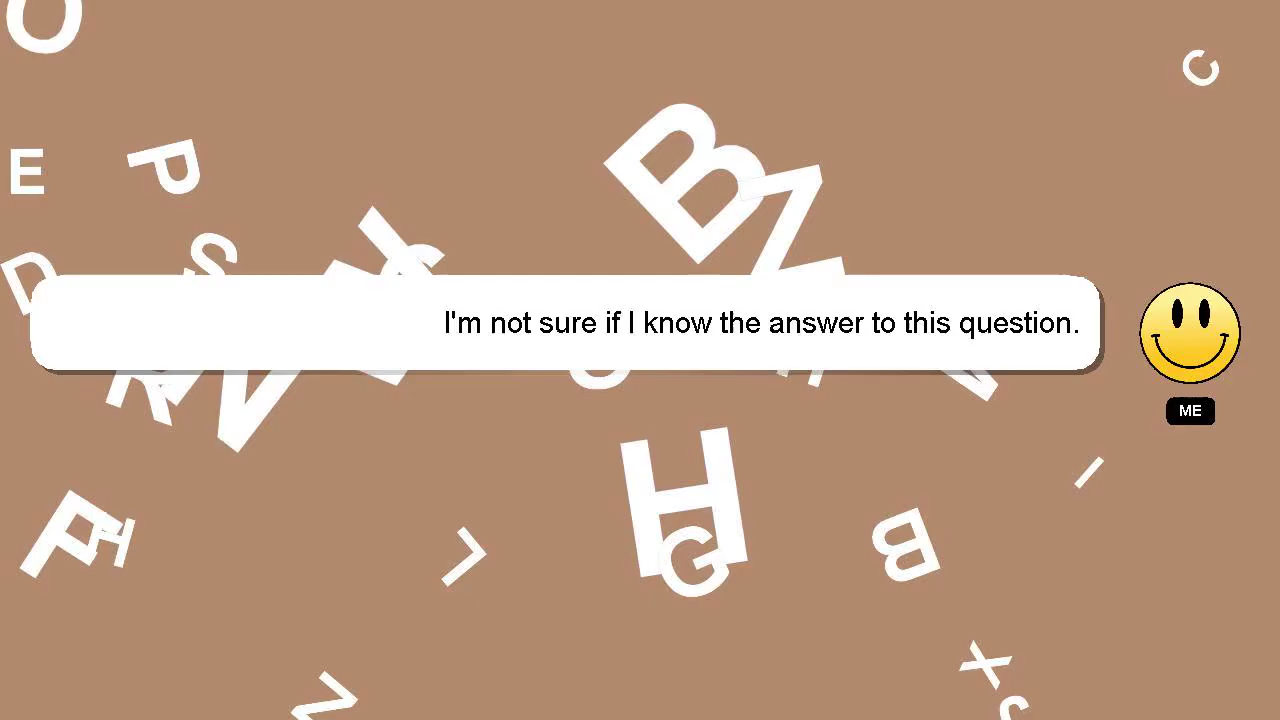 O
C
E
P
B
Z
S
D
I'm not sure if I know the answer to this question.
ME
R
H
I
F
H
G
B
L
X
Z